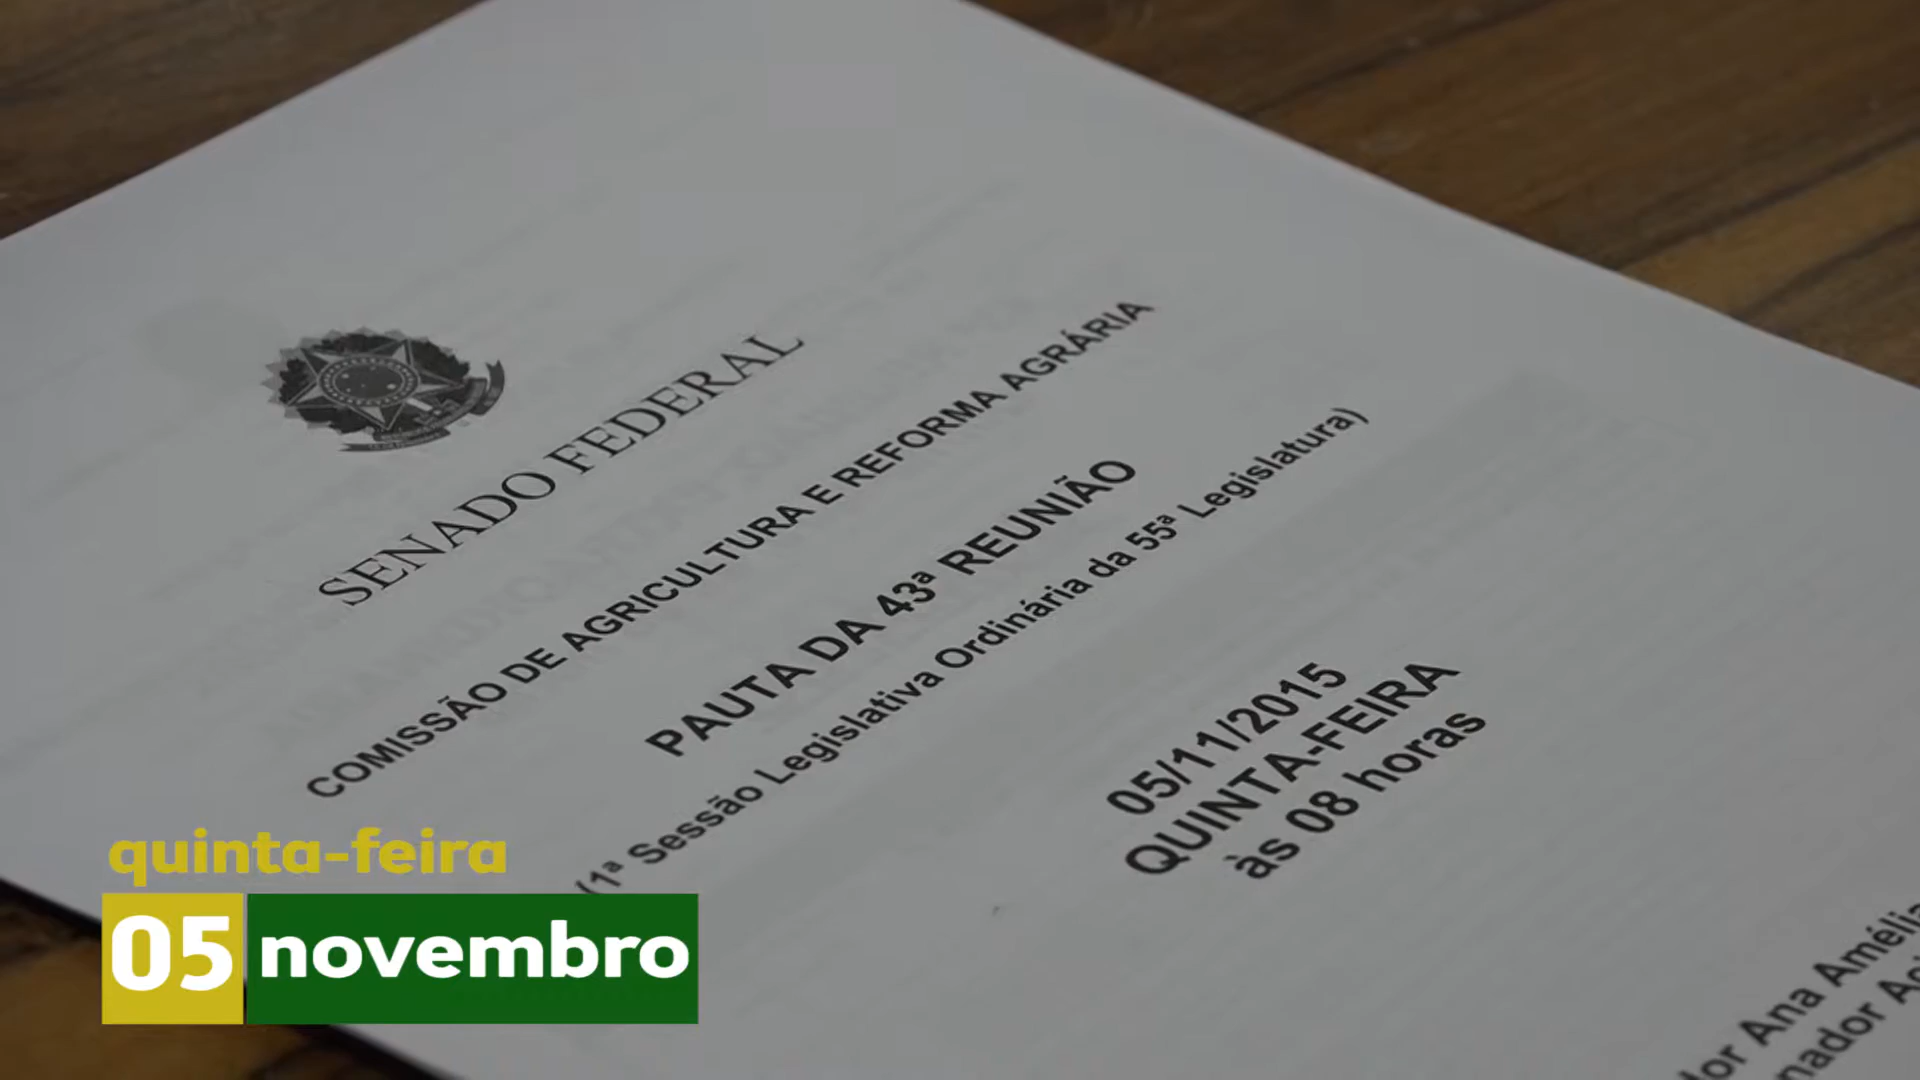 SENADO FEDERAL
COMISSÃO DE AGRICULTURA E REFORMA AGRÁRIA
PAUTA DA 43ª REUNIÃO
(1ª Sessão Legislativa Ordinária da 55ª Legislatura)
05/11/2015
QUINTA-FEIRA
às 08 horas
Ana Amélia
quinta-feira
05 novembro